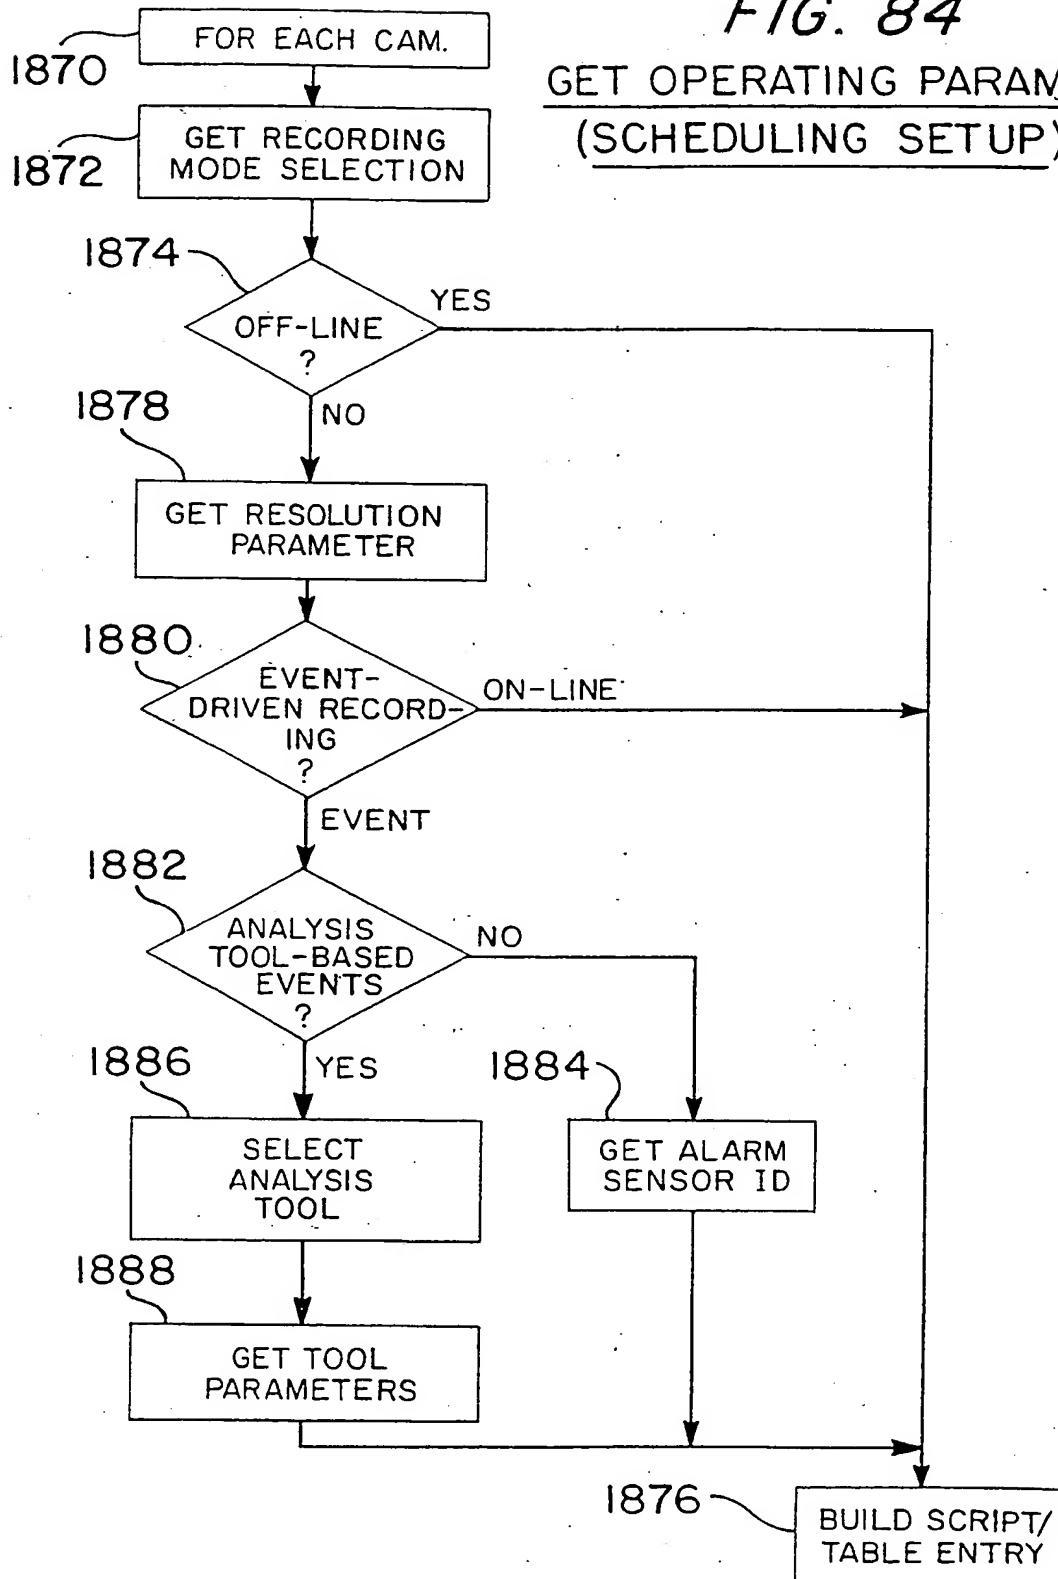 FIG. 84
GET OPERATING PARAM
(SCHEDULING SETUP)
1870
FOR EACH CAM.
1872
GET RECORDING
MODE SELECTION
1874
OFF-LINE
?
YES
NO
1878
GET RESOLUTION
PARAMETER
1880
EVENT-
DRIVEN RECORD-
ING
?
ON-LINE
EVENT
1882
ANALYSIS
TOOL-BASED
EVENTS
?
NO
YES
1886
SELECT
ANALYSIS
TOOL
1884
GET ALARM
SENSOR ID
1888
GET TOOL
PARAMETERS
1876
BUILD SCRIPT/
TABLE ENTRY